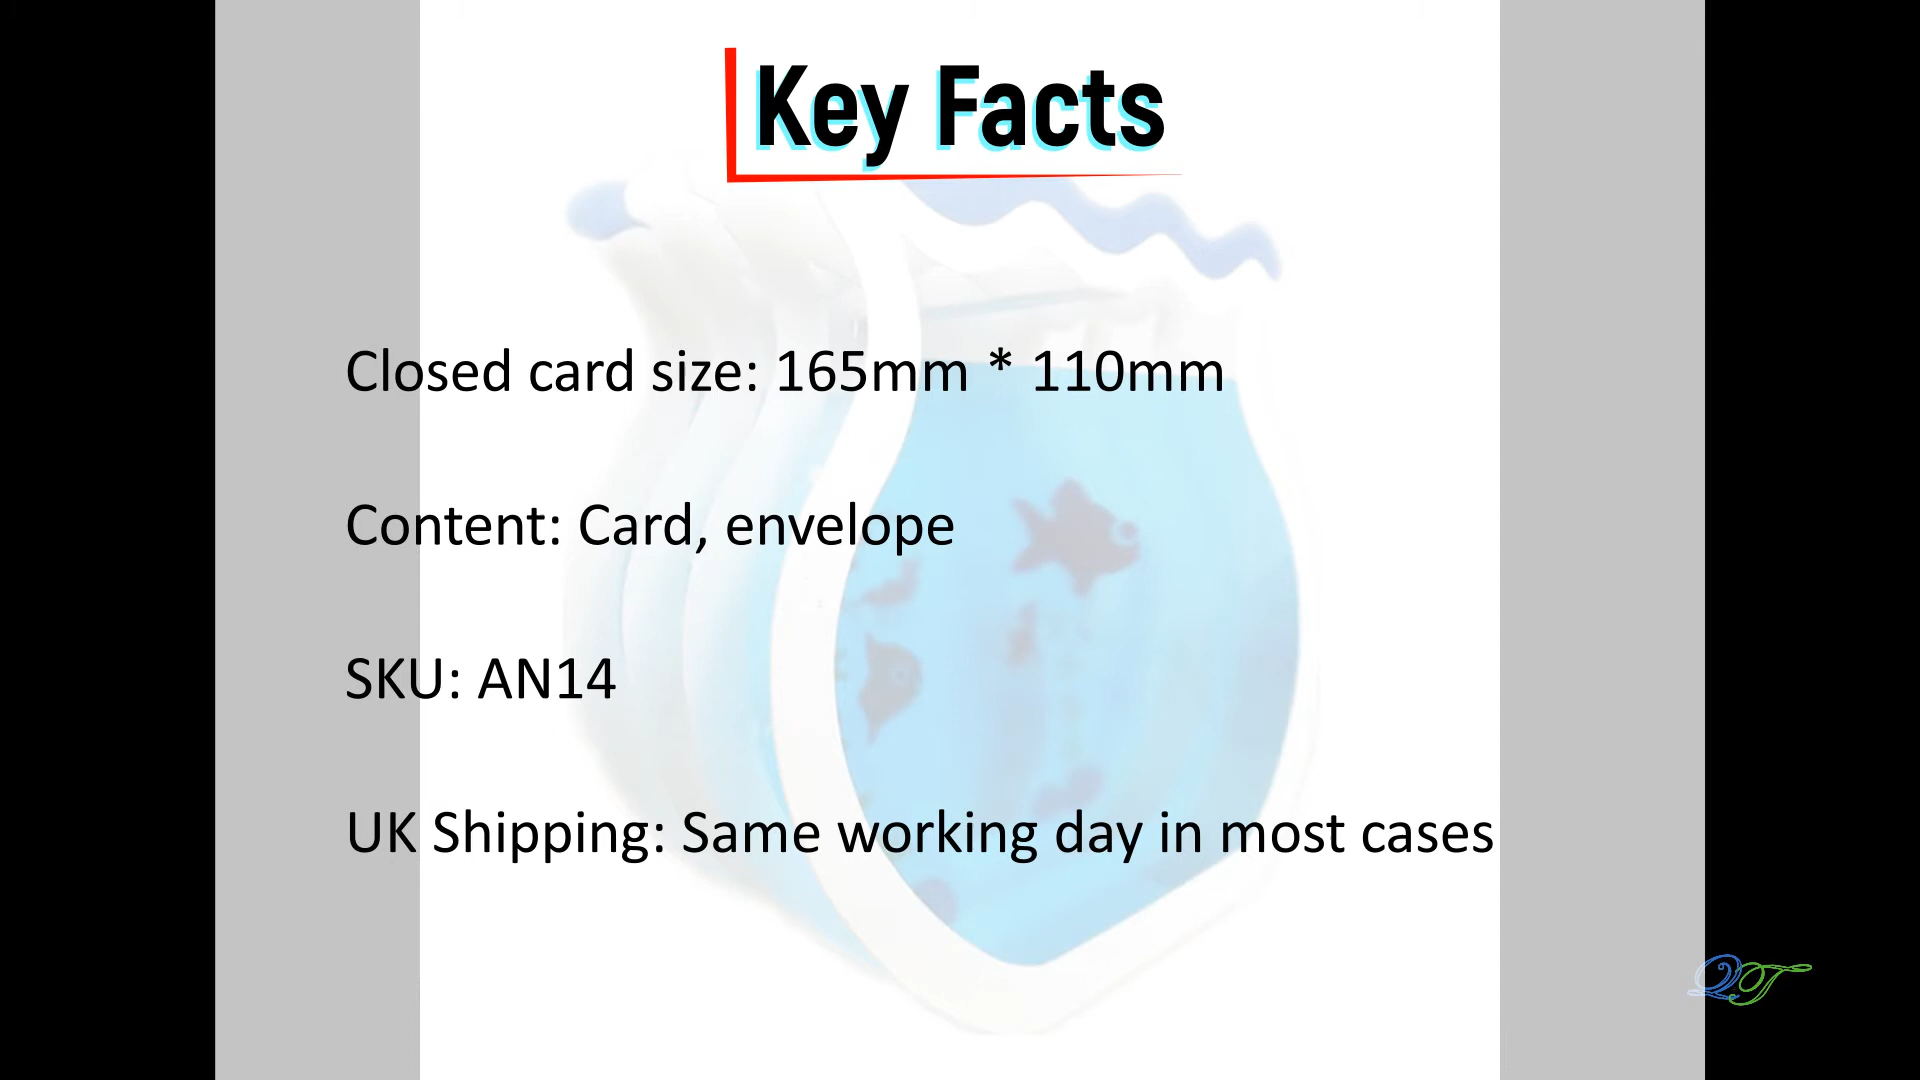 Key Facts
Closed card size: 165mm * 110mm
Content: Card, envelope
SKU: AN14
UK Shipping: Same working day in most cases
QT